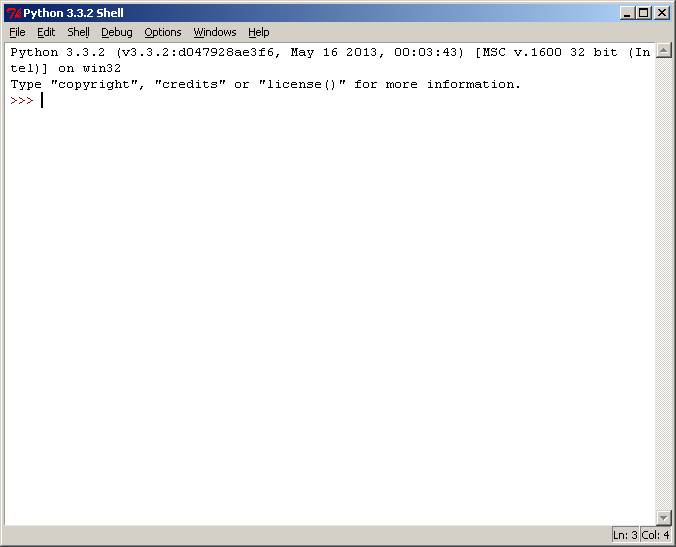 Python 3.3.2 Shell
File Edit Shell Debug Options Windows Help
Python 3.3.2 (v3.3.2:d047928ae3f6, May 16 2013, 00:03:43) [MSC v.1600 32 bit (In
tel)] on win32
Type "copyright", "credits" or "license()" for more information.
>>>
Ln: 3 Col: 4